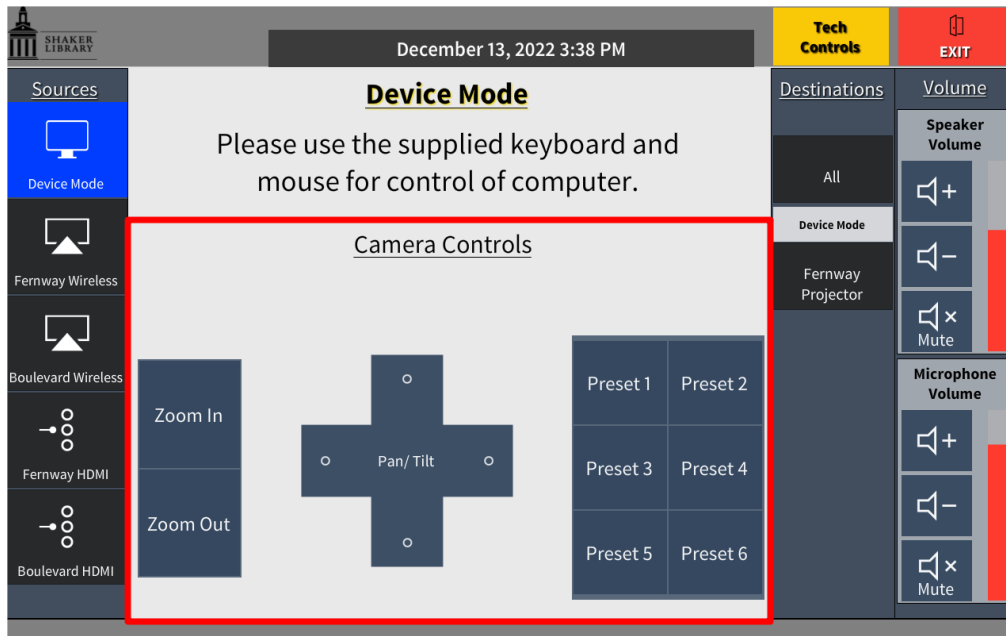 SHAKER
LIBRARY
December 13, 2022 3:38 PM
Tech
Controls
EXIT
Sources
Device Mode
Fernway Wireless
Boulevard Wireless
Fernway HDMI
Boulevard HDMI
Device Mode
Please use the supplied keyboard and
mouse for control of computer.
Camera Controls
Zoom In
Zoom Out
Pan/ Tilt
Preset 1 Preset 2
Preset 3 Preset 4
Preset 5 Preset 6
Destinations
All
Device Mode
Fernway
Projector
Volume
Speaker
Volume
Mute
Microphone
Volume
Mute